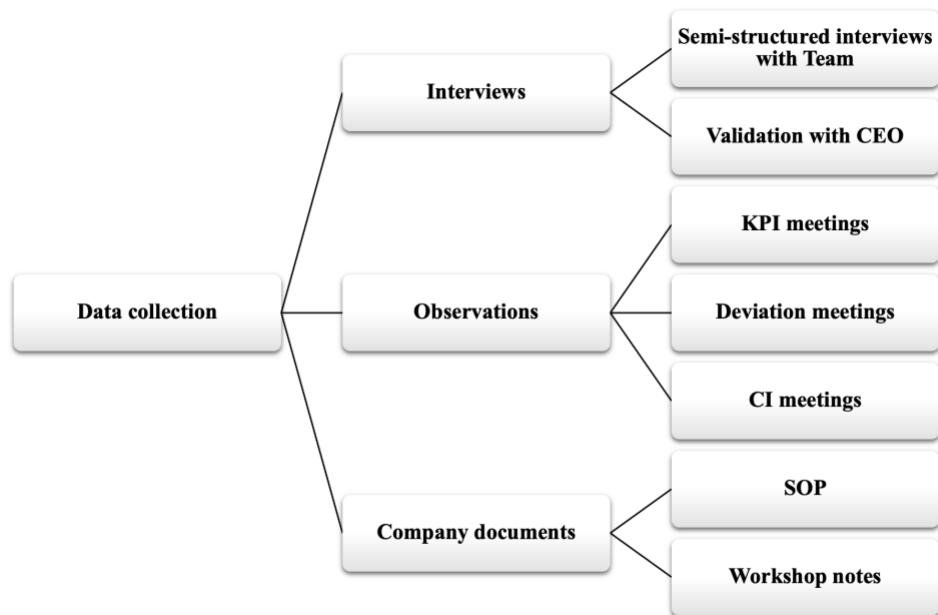 Data collection
Interviews
Semi-structured interviews
with Team
Validation with CEO
Observations
KPI meetings
Deviation meetings
CI meetings
Company documents
SOP
Workshop notes